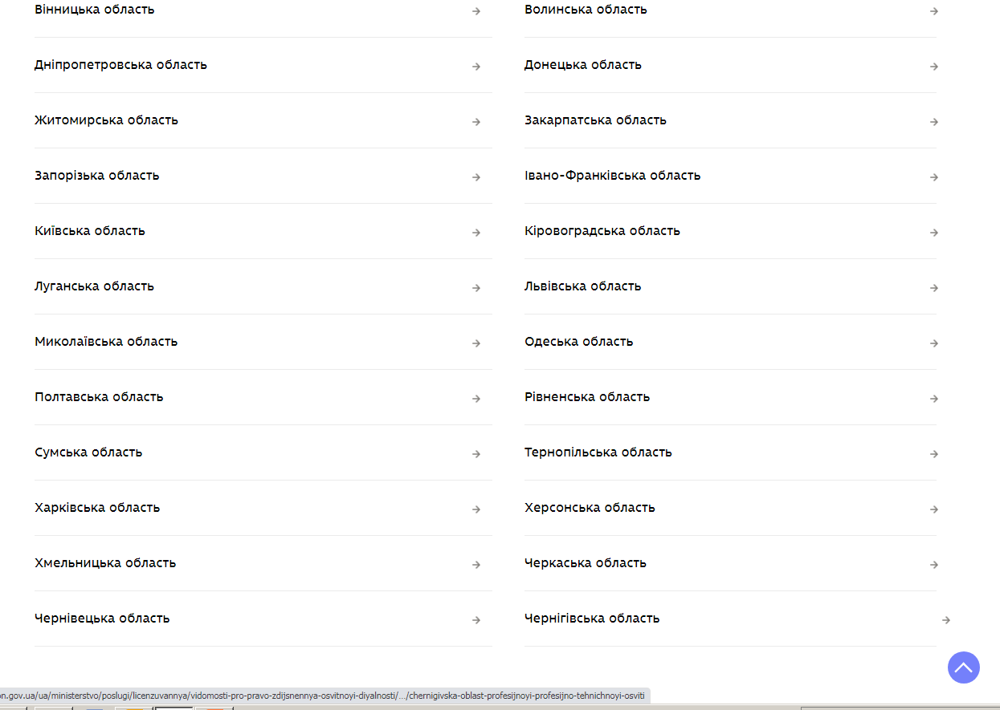 Вінницька область
Волинська область
Дніпропетровська область
Донецька область
Житомирська область
Закарпатська область
Запорізька область
Івано-Франківська область
Київська область
Кіровоградська область
Луганська область
Львівська область
Миколаївська область
Одеська область
Полтавська область
Рівненська область
Сумська область
Тернопільська область
Харківська область
Херсонська область
Хмельницька область
Черкаська область
Чернівецька область
Чернігівська область
on.gov.ua/ua/ministerstvo/poslugi/licenzuvannya/vidomosti-pro-pravo-zdijsnennya-osvitnoyi-diyalnosti/.../chernigivska-oblast-profesijnoyi-profesijno-tehnichnoyi-osviti